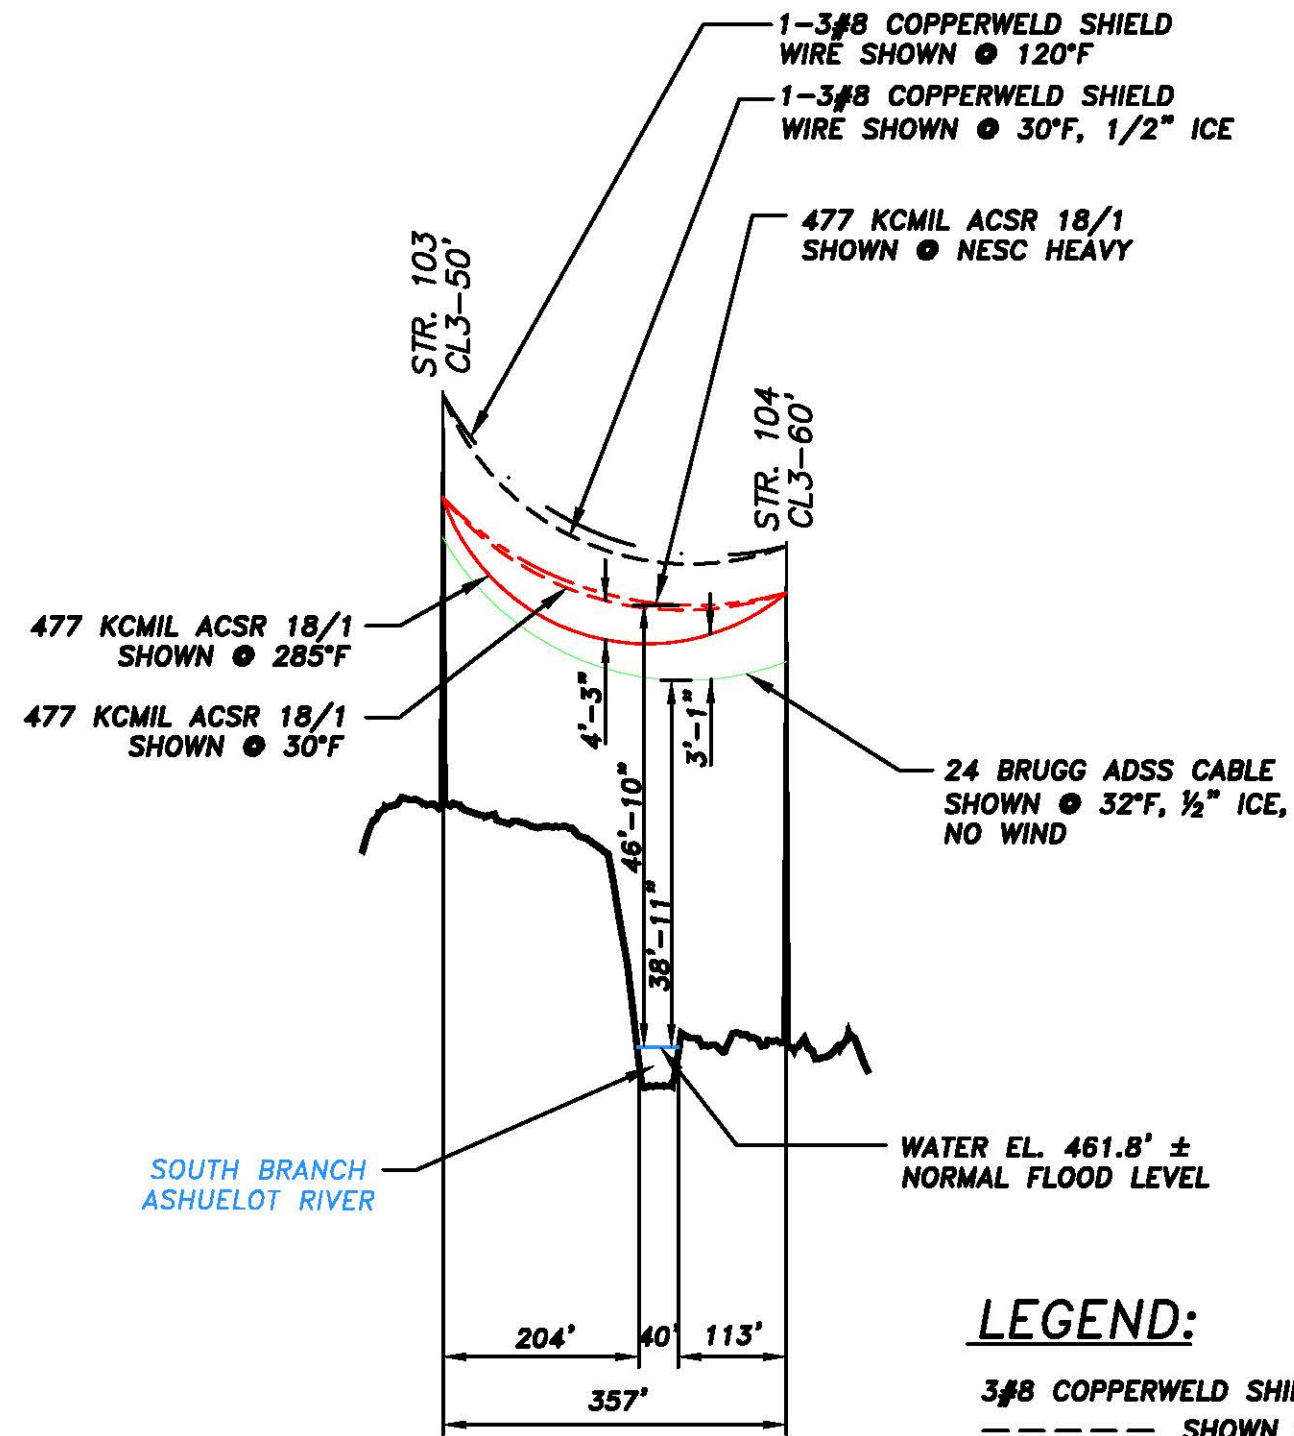 1-3#8 COPPERWELD SHIELD
WIRE SHOWN @ 120°F
1-3#8 COPPERWELD SHIELD
WIRE SHOWN @ 30°F, 1/2" ICE
477 KCMIL ACSR 18/1
SHOWN @ NESC HEAVY
STR. 103
CL3-50'
STR. 104
CL3-60'
477 KCMIL ACSR 18/1
SHOWN @ 285°F
477 KCMIL ACSR 18/1
SHOWN @ 30°F
4'-3"
3'-1"
46'-10"
38'-11"
24 BRUGG ADSS CABLE
SHOWN @ 32°F, ½" ICE,
NO WIND
SOUTH BRANCH
ASHUELOT RIVER
WATER EL. 461.8' ±
NORMAL FLOOD LEVEL
204' 40' 113'
357'
LEGEND:
3#8 COPPERWELD
SHOWN